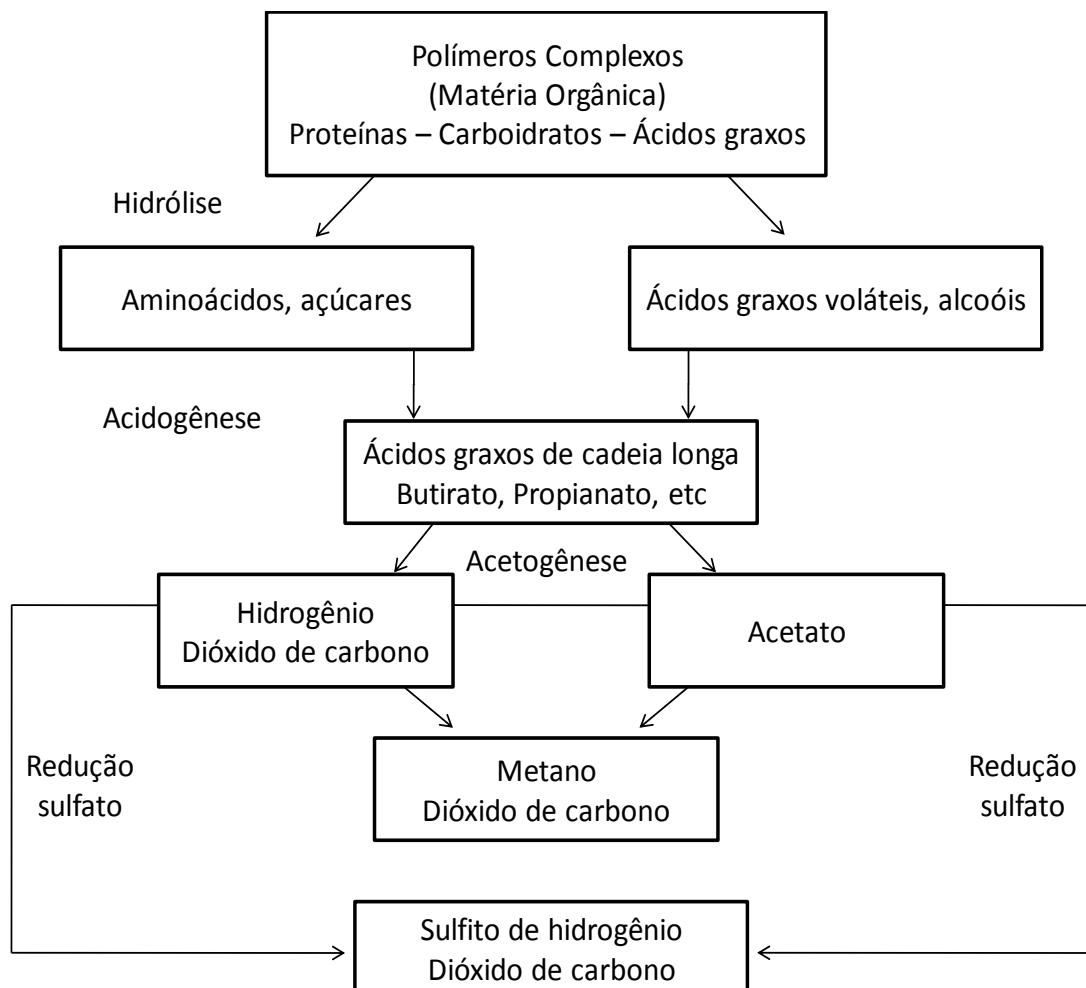 Polímeros Complexos
(Matéria Orgânica)
Proteínas – Carboidratos – Ácidos graxos
Hidrólise
Aminoácidos, açúcares
Ácidos graxos voláteis, alcoóis
Acidogênese
Ácidos graxos de cadeia longa
Butirato, Propianato, etc
Acetogênese
Hidrogênio
Dióxido de carbono
Acetato
Redução
sulfato
Metano
Dióxido de carbono
Redução
sulfato
Sulfito de hidrogênio
Dióxido de carbono